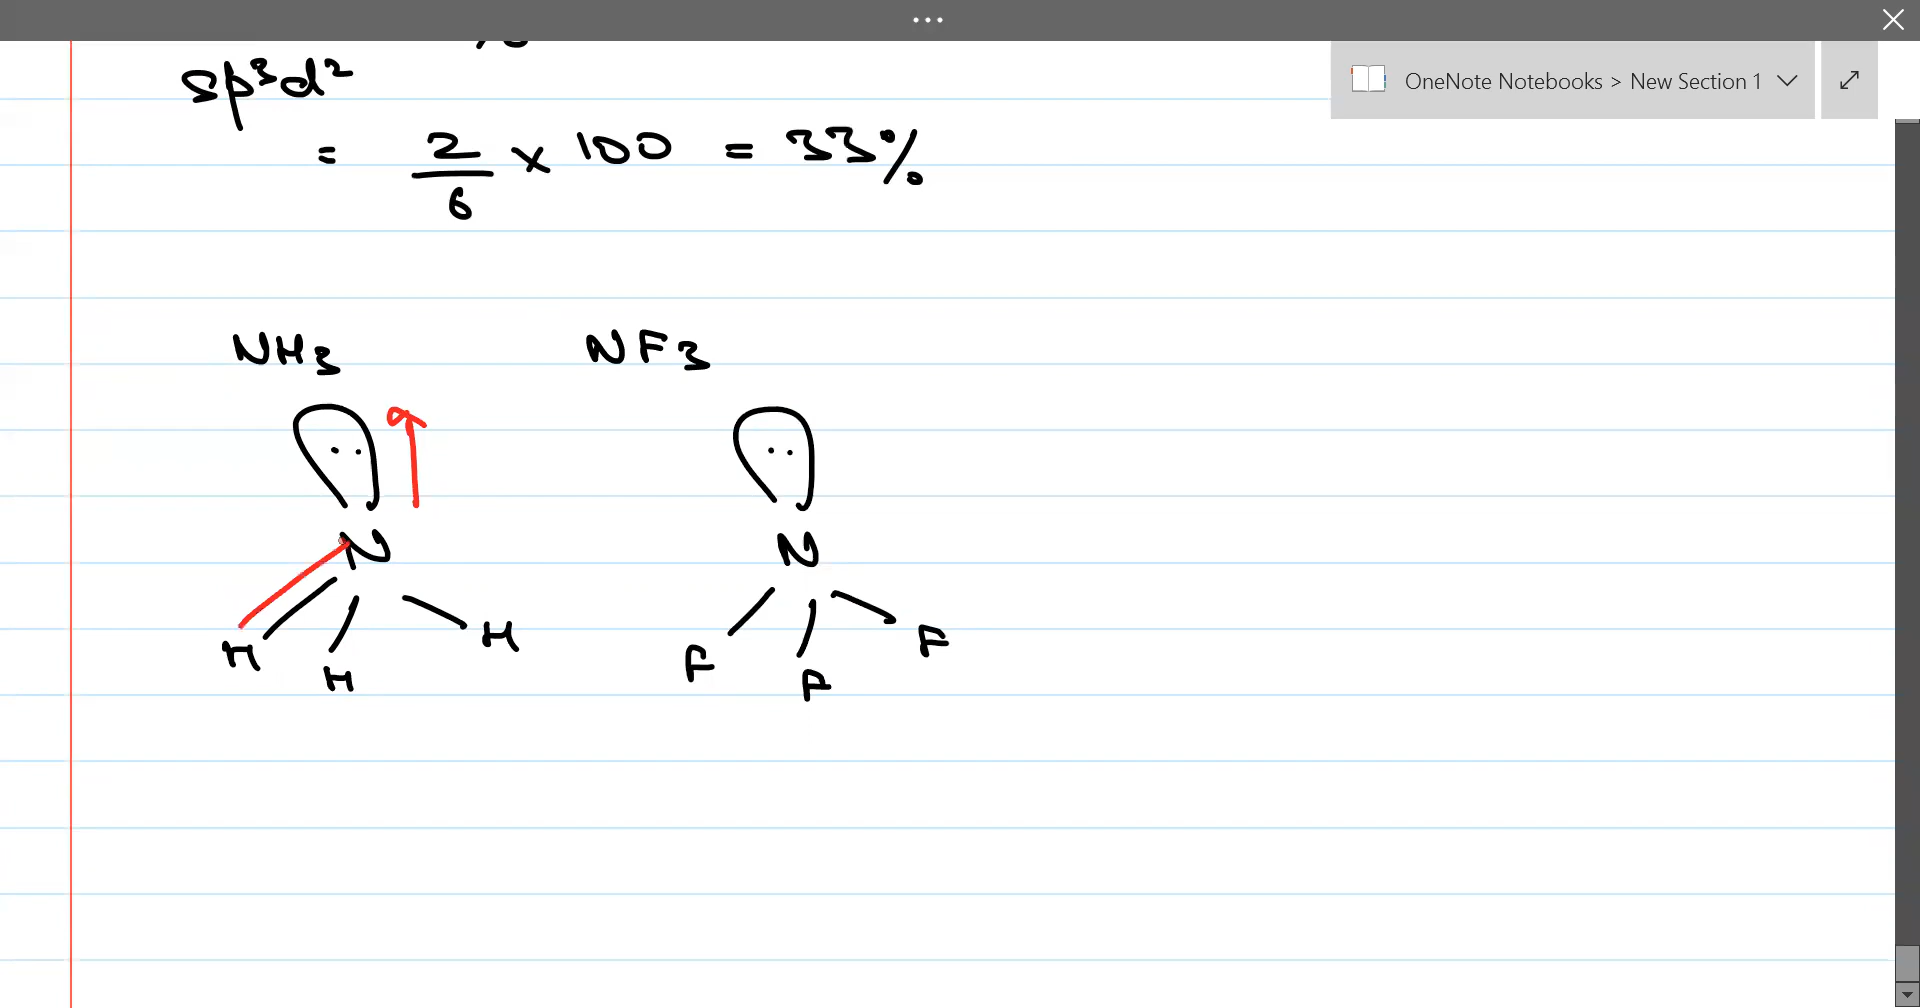 OneNote Notebooks > New Section 1
sp³d²
= 2/6 x 100 = 33%
NH3 NF3
N N
H H H F F F